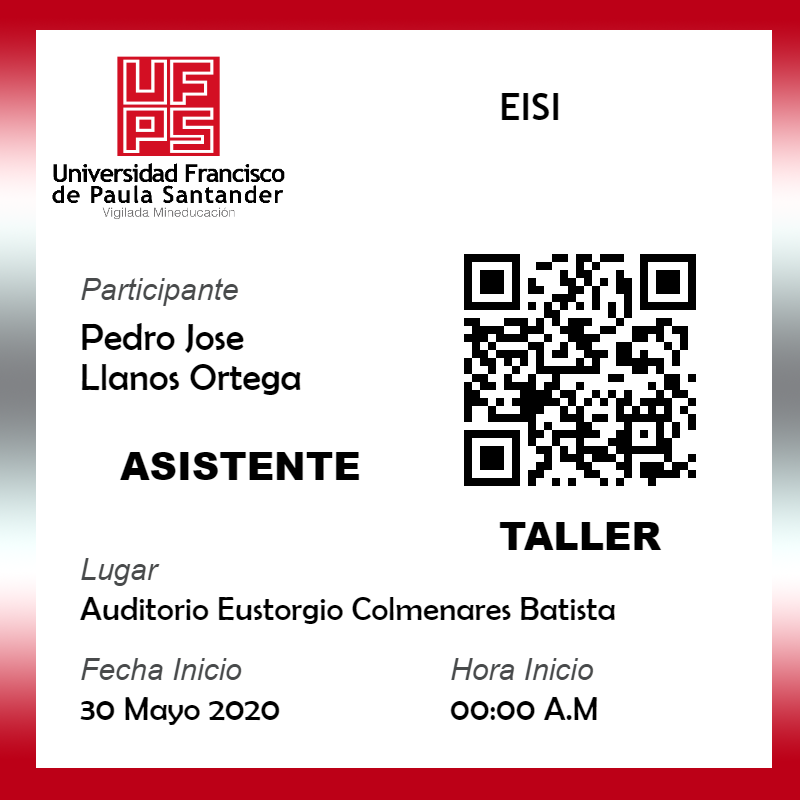 UF
PS
Universidad Francisco
de Paula Santander
Vigilada Mineducación
EISI
Participante
Pedro Jose
Llanos Ortega
ASISTENTE
TALLER
Lugar
Auditorio Eustorgio Colmenares Batista
Fecha Inicio
Hora Inicio
30 Mayo 2020
00:00 A.M